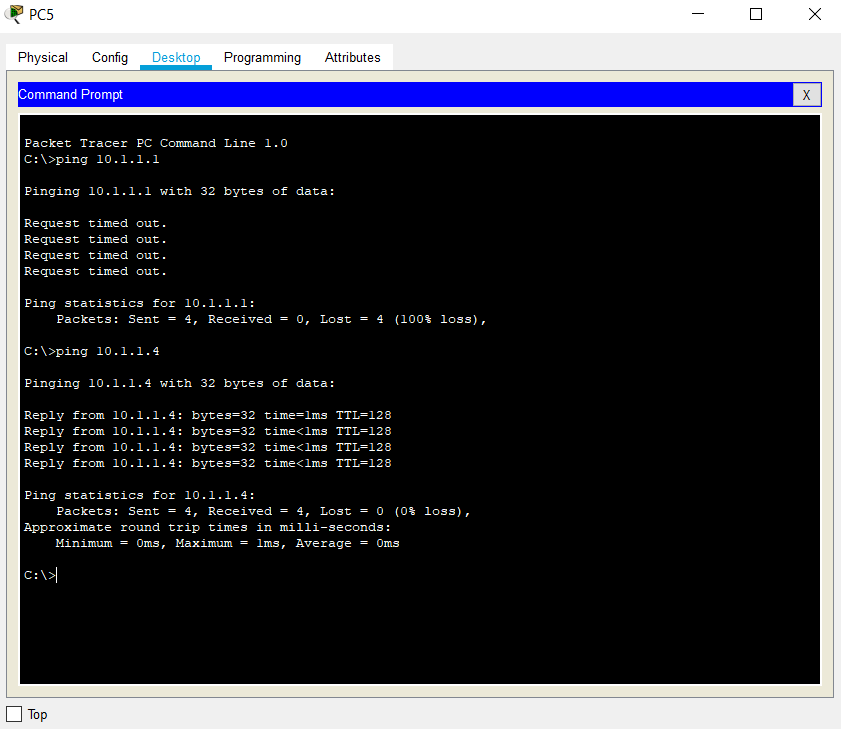 PC5
Physical Config Desktop Programming Attributes
Command Prompt X
Packet Tracer PC Command Line 1.0
C:\>ping 10.1.1.1
Pinging 10.1.1.1 with 32 bytes of data:
Request timed out.
Request timed out.
Request timed out.
Request timed out.
Ping statistics for 10.1.1.1:
    Packets: Sent = 4, Received = 0, Lost = 4 (100% loss),
C:\>ping 10.1.1.4
Pinging 10.1.1.4 with 32 bytes of data:
Reply from 10.1.1.4: bytes=32 time=1ms TTL=128
Reply from 10.1.1.4: bytes=32 time<1ms TTL=128
Reply from 10.1.1.4: bytes=32 time<1ms TTL=128
Reply from 10.1.1.4: bytes=32 time<1ms TTL=128
Ping statistics for 10.1.1.4:
    Packets: Sent = 4, Received = 4, Lost = 0 (0% loss),
Approximate round trip times in milli-seconds:
    Minimum = 0ms, Maximum = 1ms, Average = 0ms
C:\>
Top